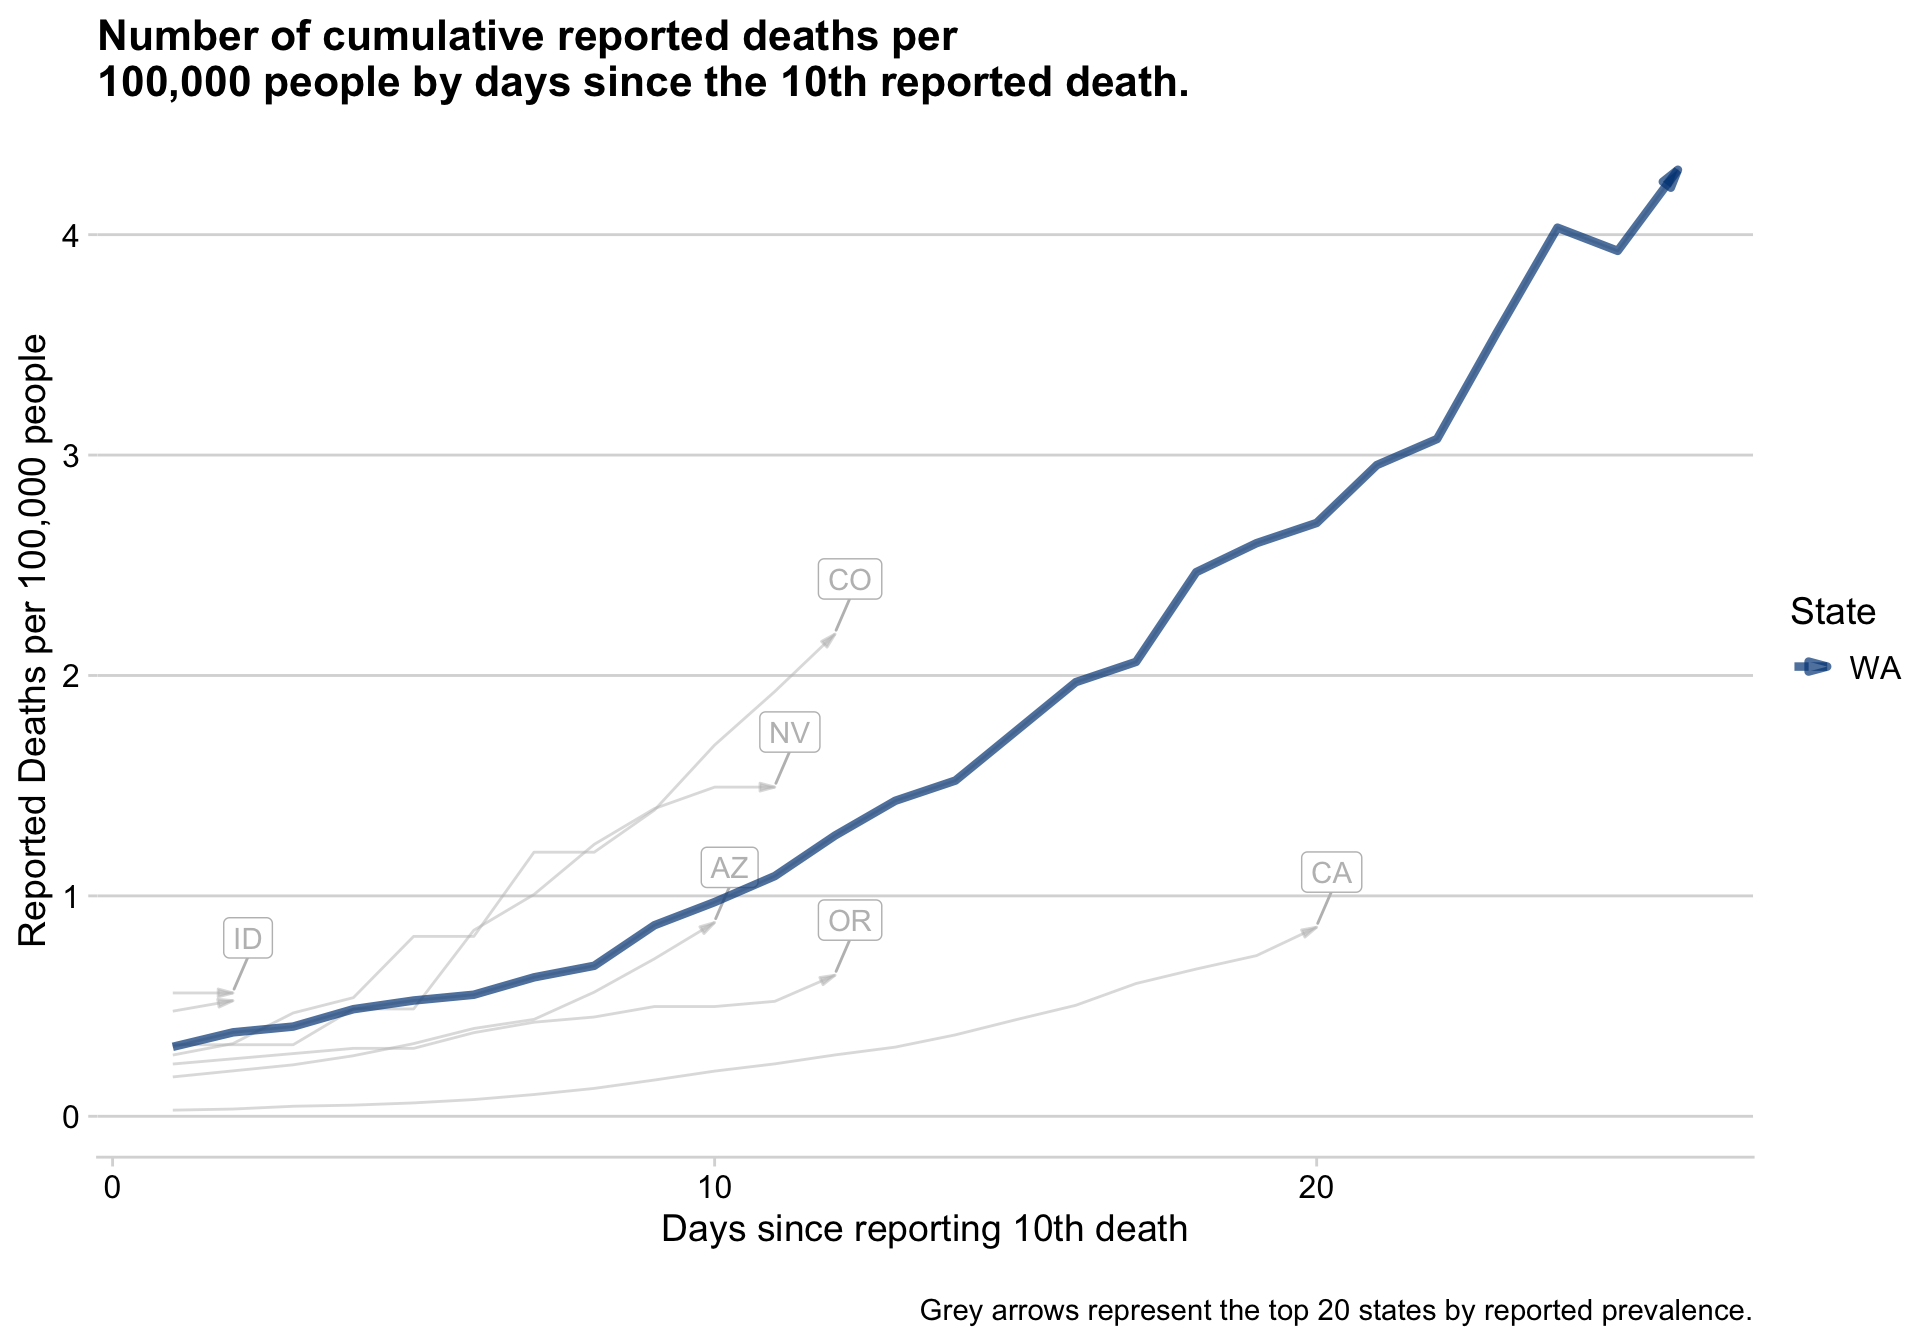 Number of cumulative reported deaths per
100,000 people by days since the 10th reported death.
Reported Deaths per 100,000 people
4
3
2
1
0
CO
NV
AZ
OR
CA
ID
State
WA
0
10
20
Days since reporting 10th death
Grey arrows represent the top 20 states by reported prevalence.